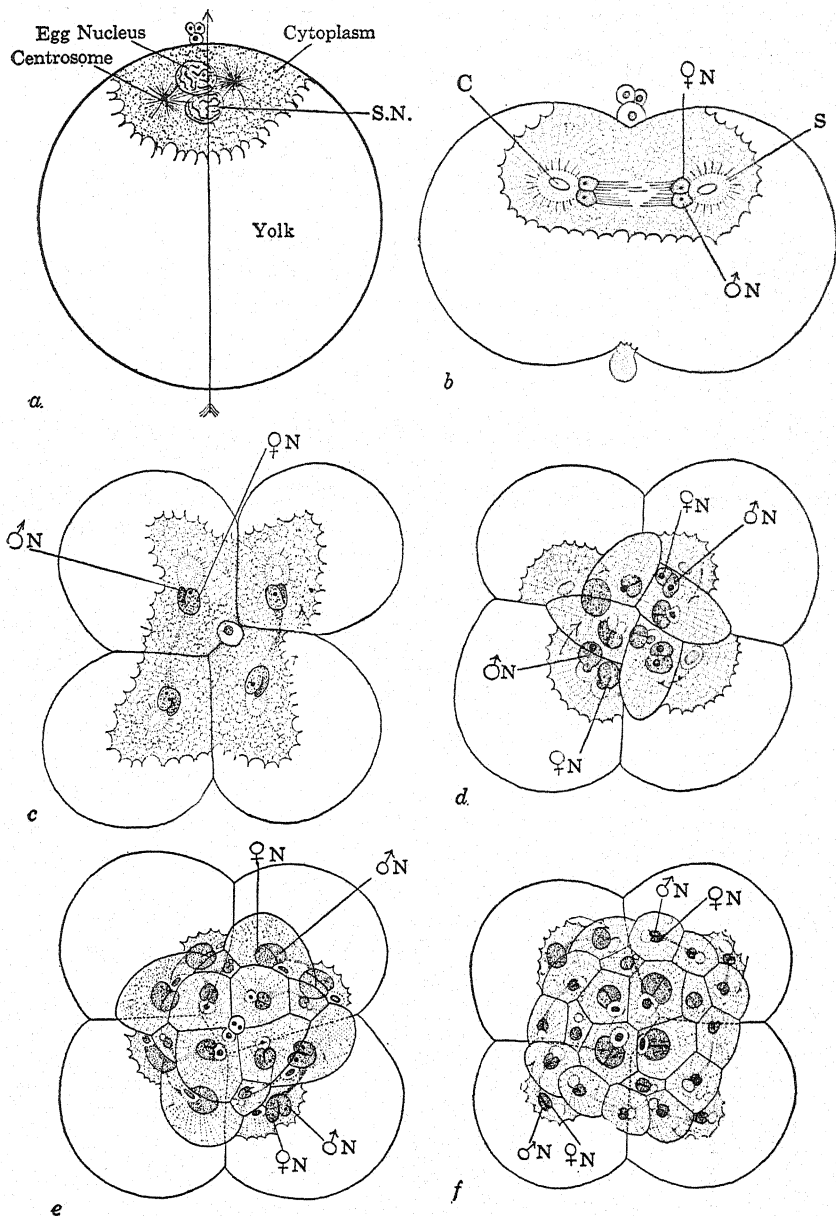 Egg Nucleus
Cytoplasm
Centrosome
S.N.
Yolk
a.
♀N
C
S
♂N
b
♀N
♂N
c
♀N
♂N
♂N
♀N
d.
♀N
♂N
♂N
♀N
e
♂N
♀N
♂N
♀N
f